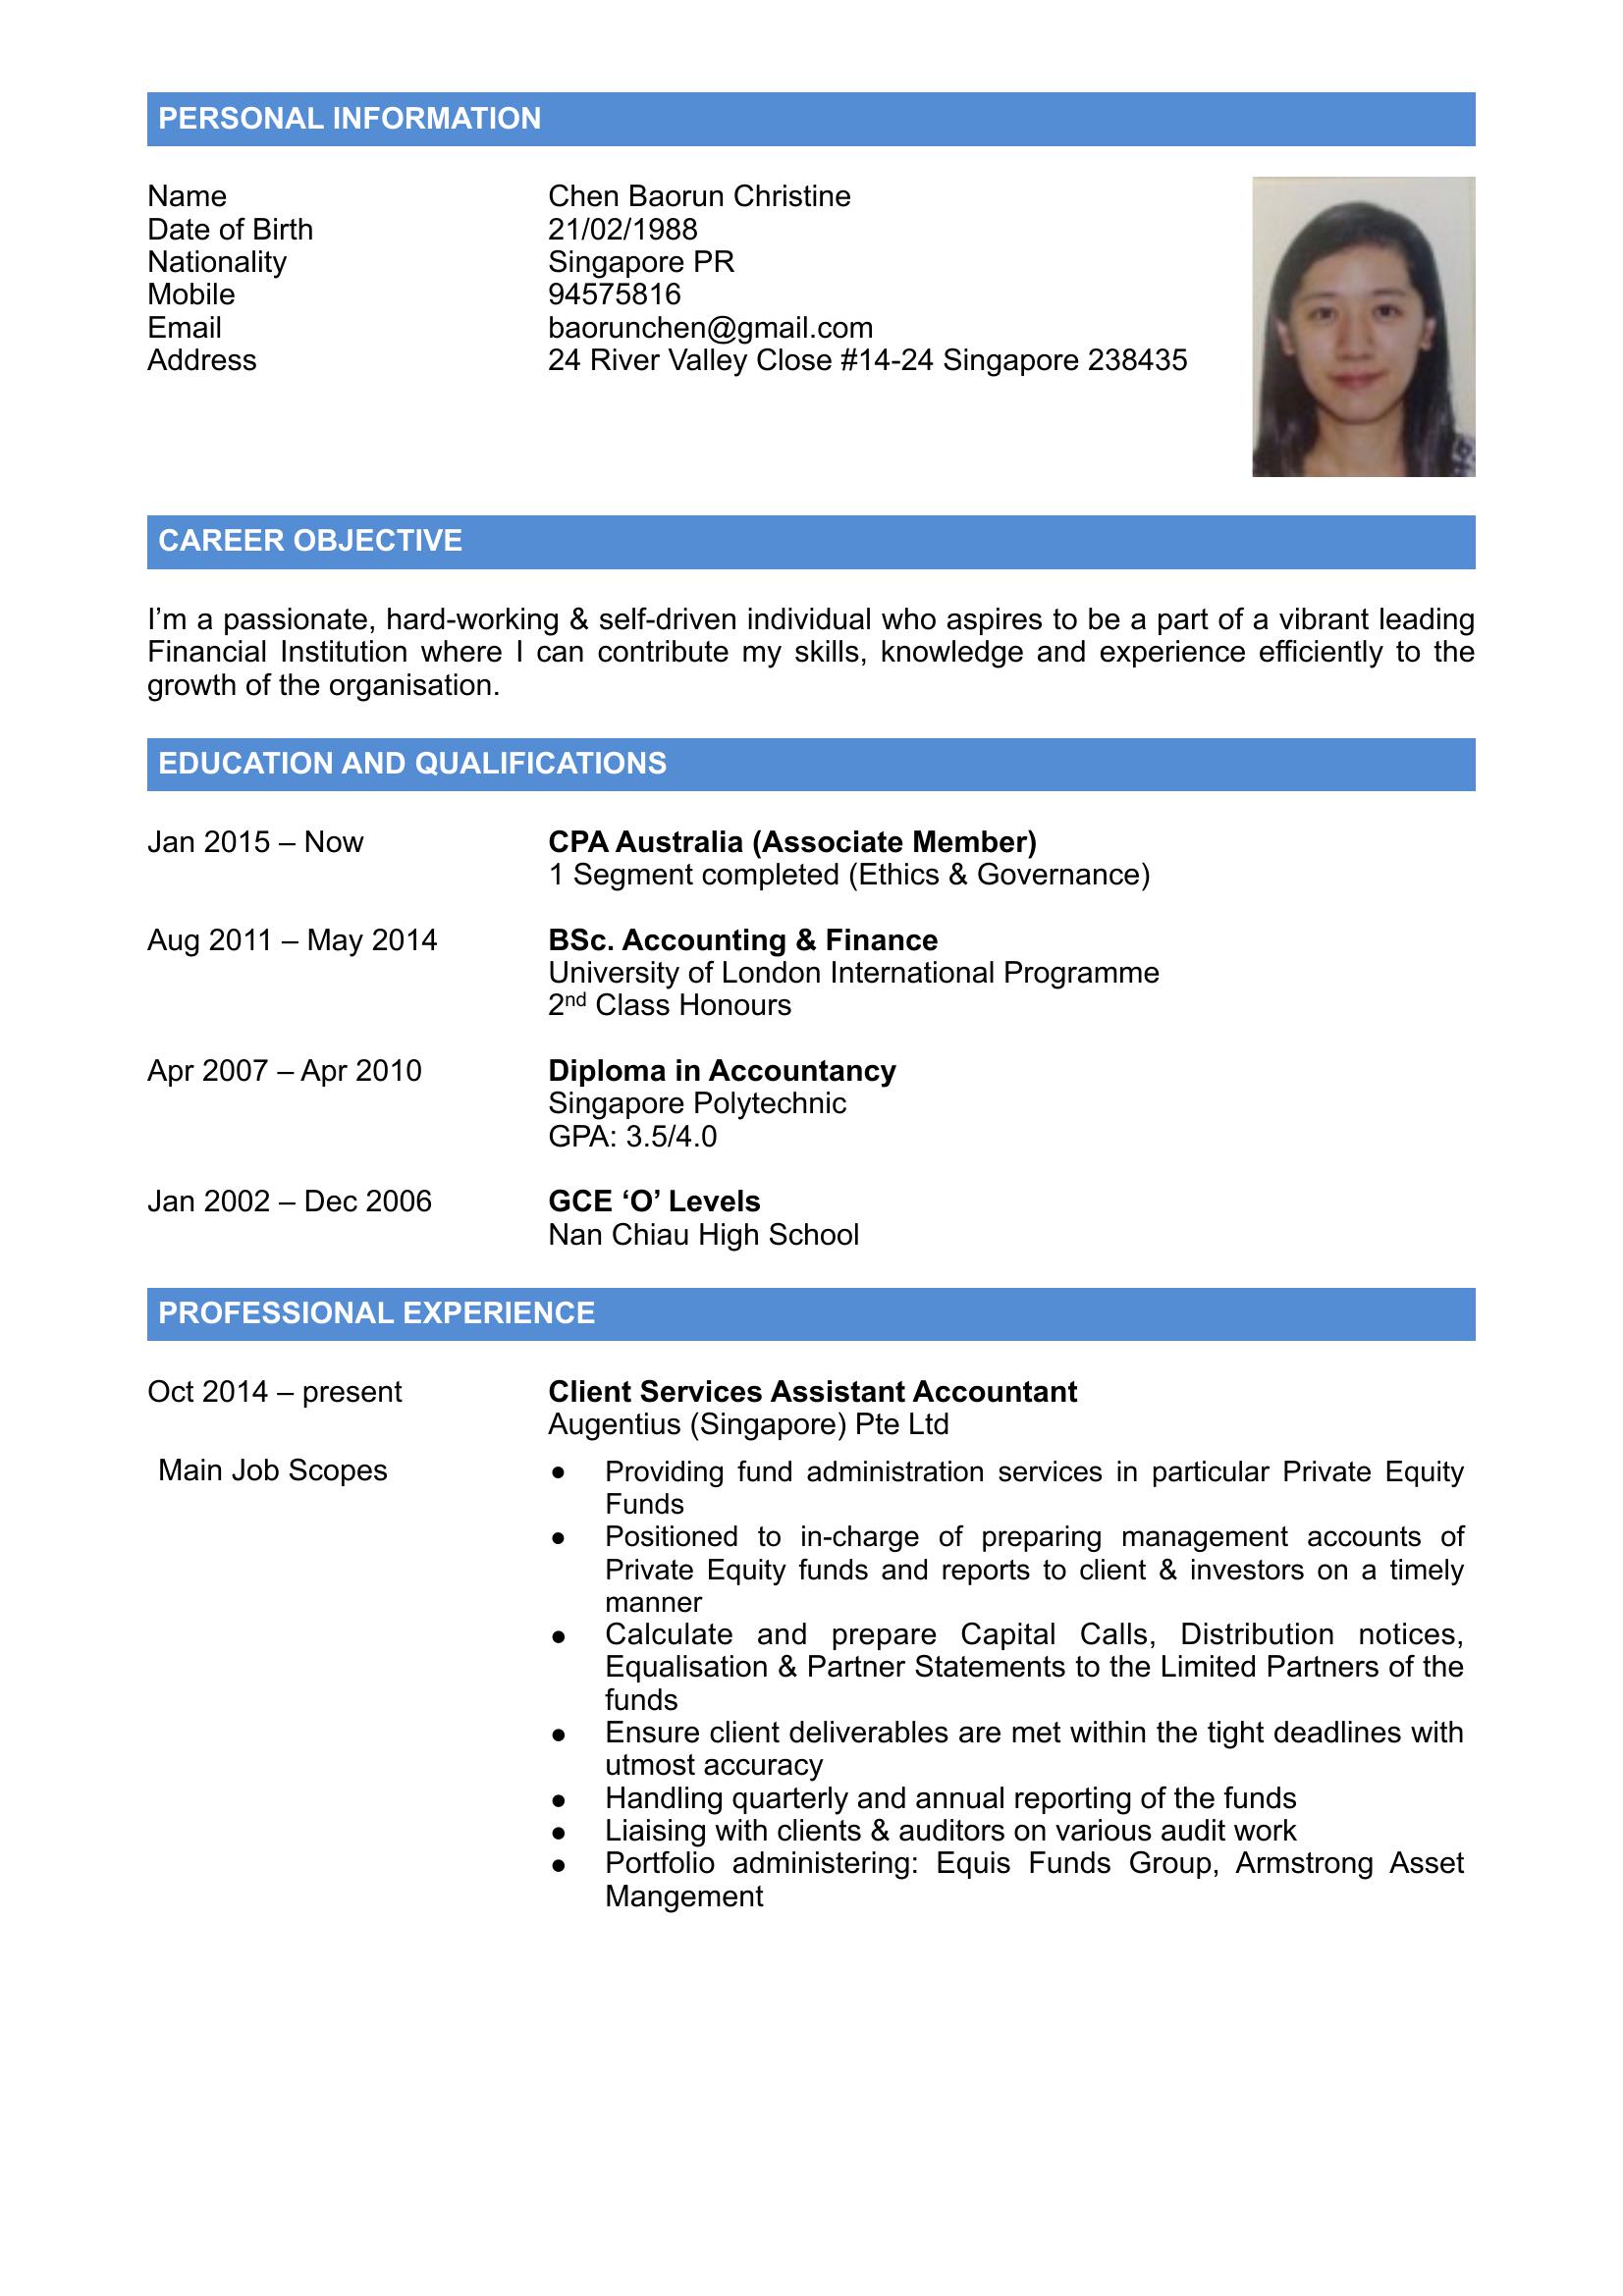 PERSONAL INFORMATION
Name Chen Baorun Christine
Date of Birth 21/02/1988
Nationality Singapore PR
Mobile 94575816
Email baorunchen@gmail.com
Address 24 River Valley Close #14-24 Singapore 238435
CAREER OBJECTIVE
I’m a passionate, hard-working & self-driven individual who aspires to be a part of a vibrant leading
Financial Institution where I can contribute my skills, knowledge and experience efficiently to the
growth of the organisation.
EDUCATION AND QUALIFICATIONS
Jan 2015 – Now CPA Australia (Associate Member)
1 Segment completed (Ethics & Governance)
Aug 2011 – May 2014 BSc. Accounting & Finance
University of London International Programme
2nd Class Honours
Apr 2007 – Apr 2010 Diploma in Accountancy
Singapore Polytechnic
GPA: 3.5/4.0
Jan 2002 – Dec 2006 GCE ‘O’ Levels
Nan Chiau High School
PROFESSIONAL EXPERIENCE
Oct 2014 – present Client Services Assistant Accountant
Augentius (Singapore) Pte Ltd
Main Job Scopes ● Providing fund administration services in particular Private Equity
Funds
● Positioned to in-charge of preparing management accounts of
Private Equity funds and reports to client & investors on a timely
manner
● Calculate and prepare Capital Calls, Distribution notices,
Equalisation & Partner Statements to the Limited Partners of the
funds
● Ensure client deliverables are met within the tight deadlines with
utmost accuracy
● Handling quarterly and annual reporting of the funds
● Liaising with clients & auditors on various audit work
● Portfolio administering: Equis Funds Group, Armstrong Asset
Mangement